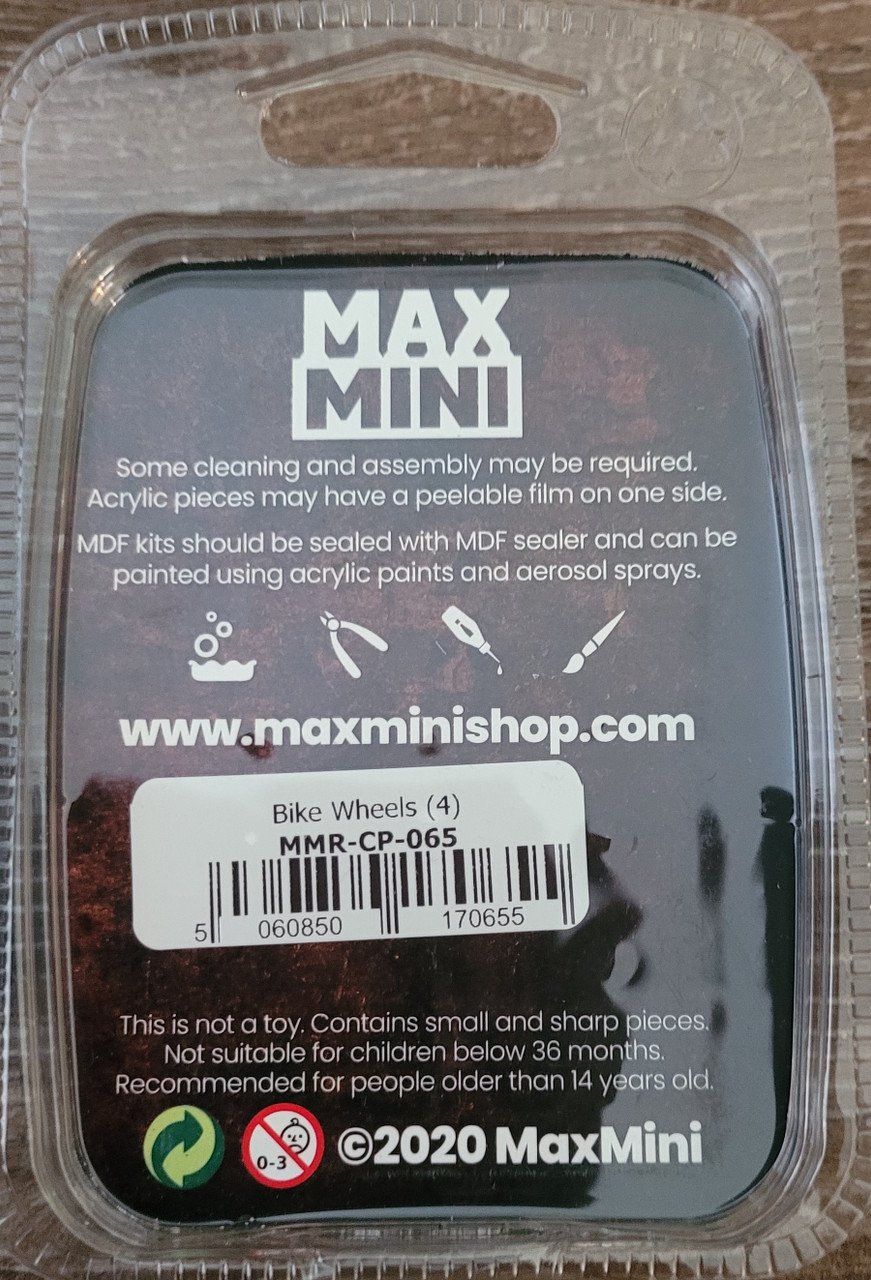 MAX
MINI
Some cleaning and assembly may be required.
Acrylic pieces may have a peelable film on one side.
MDF kits should be sealed with MDF sealer and can be
painted using acrylic paints and aerosol sprays.
www.maxminishop.com
Bike Wheels (4)
MMR-CP-065
5 060850 170655
This is not a toy. Contains small and sharp pieces.
Not suitable for children below 36 months.
Recommended for people older than 14 years old.
0-3
©2020 MaxMini